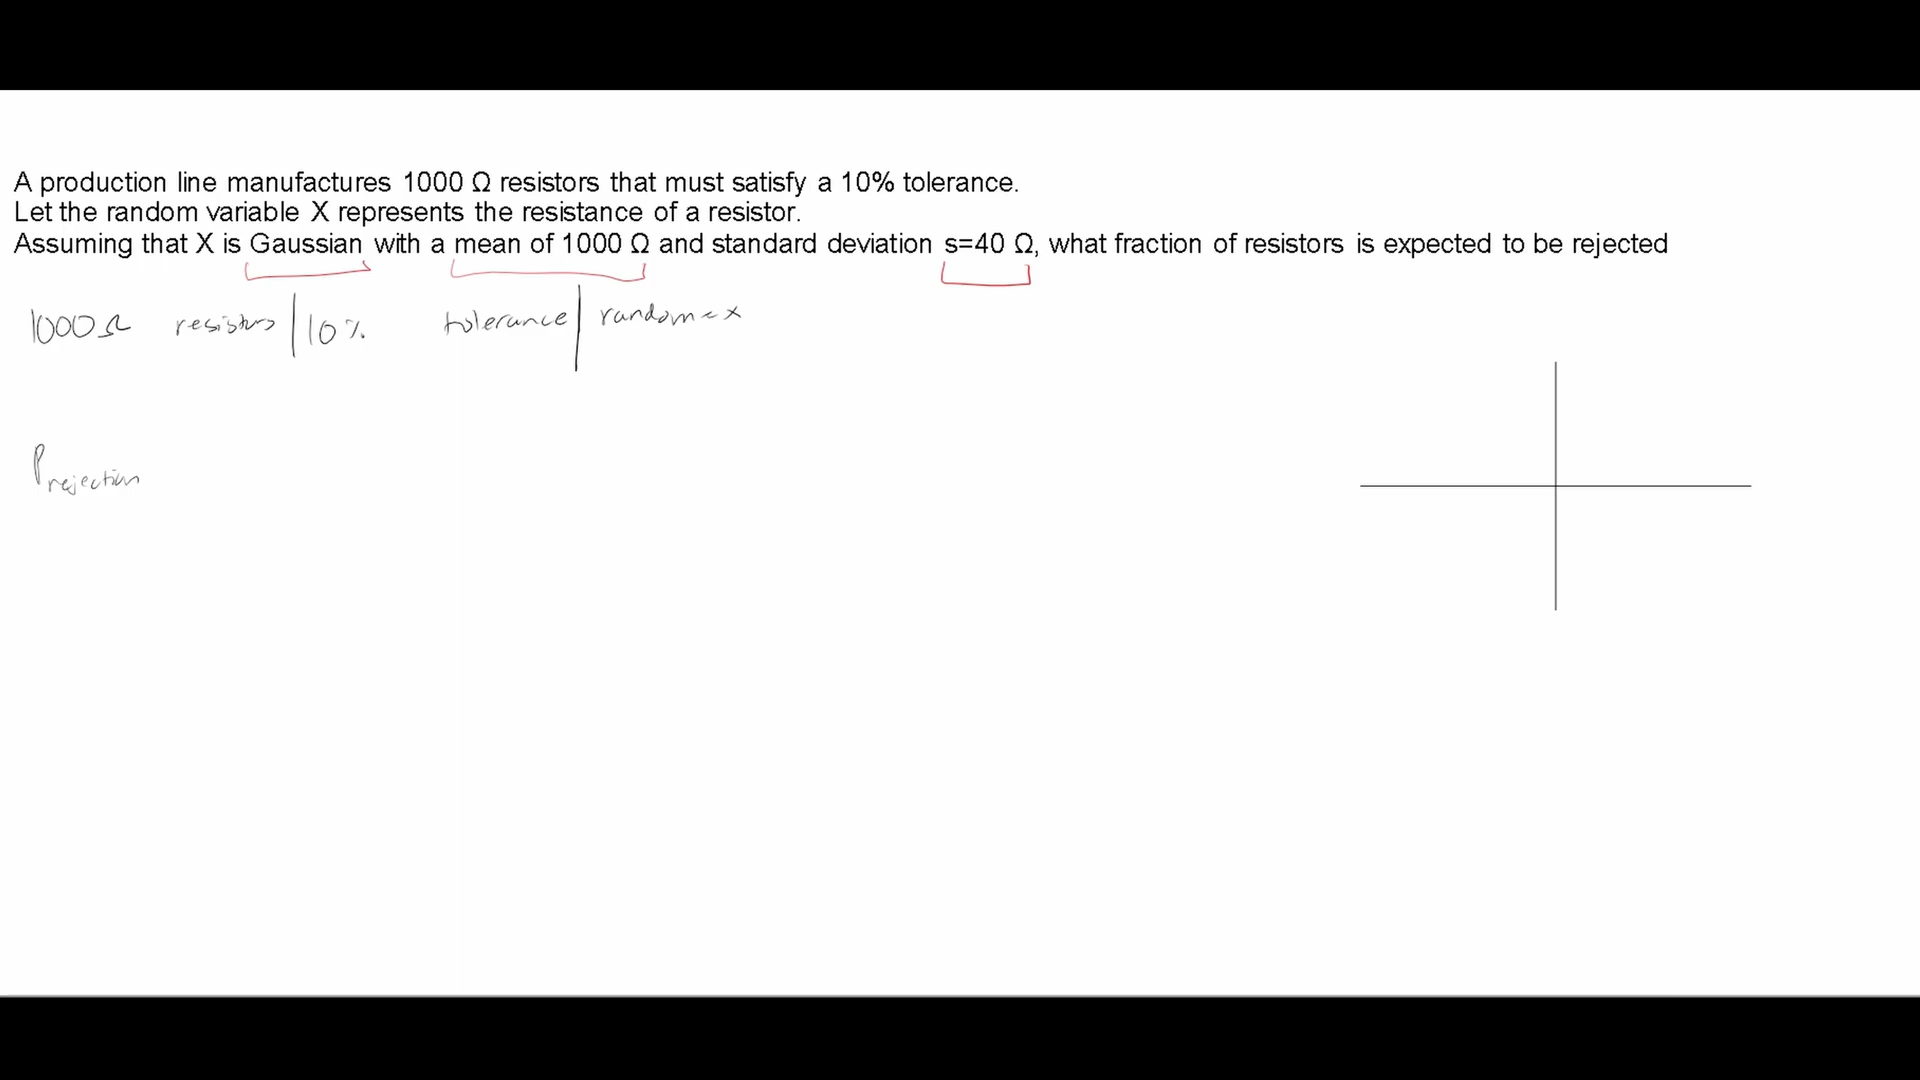 A production line manufactures 1000 Ω resistors that must satisfy a 10% tolerance.
Let the random variable X represents the resistance of a resistor.
Assuming that X is Gaussian with a mean of 1000 Ω and standard deviation s=40 Ω, what fraction of resistors is expected to be rejected
1000Ω resistors | 10% tolerance | random = x
Prejection